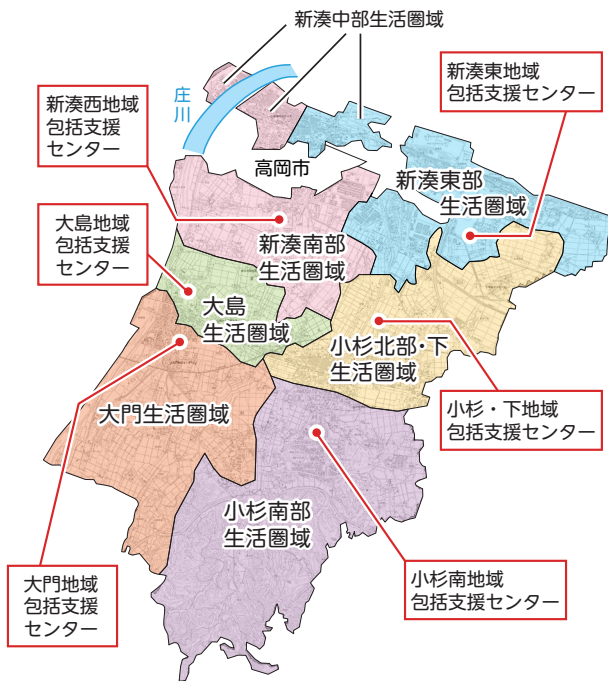 新湊中部生活圏域
新湊東地域
包括支援センター
新湊西地域
包括支援
センター
庄川
高岡市
新湊東部
生活圏域
大島地域
包括支援
センター
新湊南部
生活圏域
大島
生活圏域
小杉北部・下
生活圏域
大門生活圏域
小杉・下地域
包括支援センター
小杉南部
生活圏域
大門地域
包括支援
センター
小杉南地域
包括支援センター